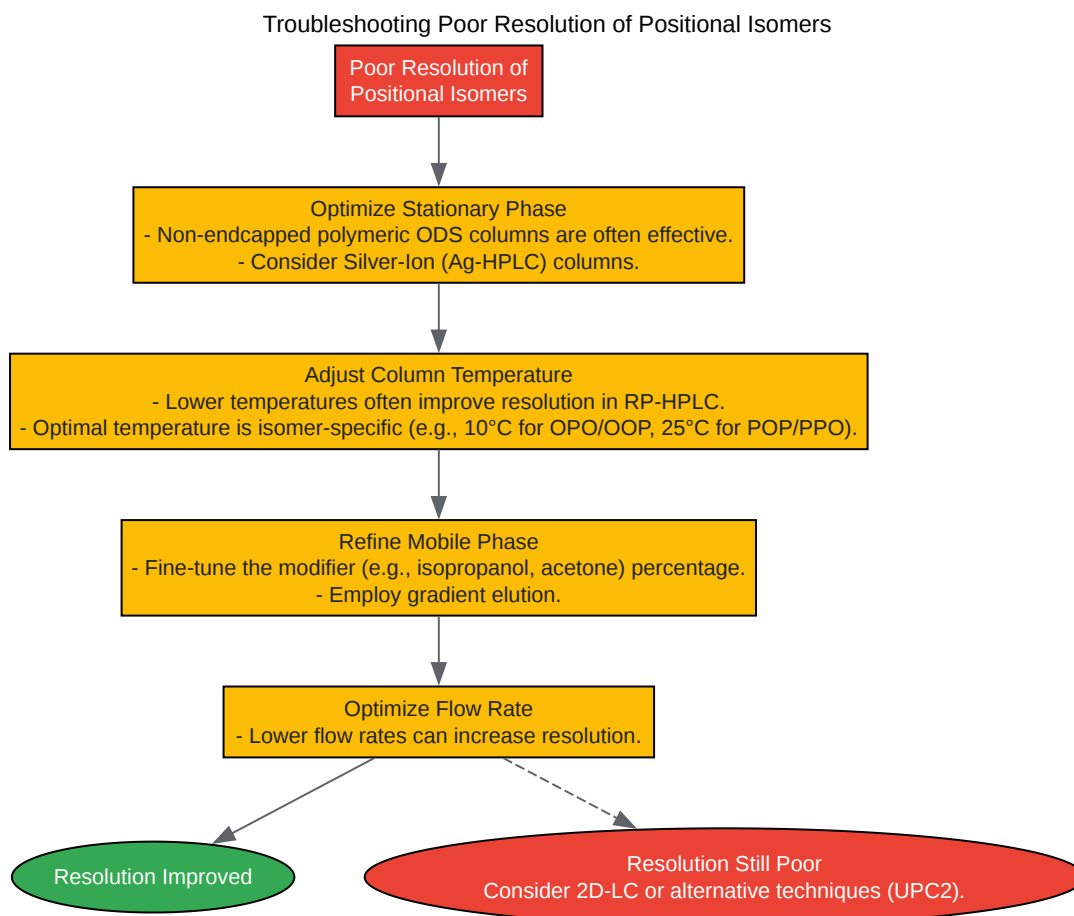 Troubleshooting Poor Resolution of Positional Isomers
Poor Resolution of
Positional Isomers
Optimize Stationary Phase
- Non-endcapped polymeric ODS columns are often effective.
- Consider Silver-Ion (Ag-HPLC) columns.
Adjust Column Temperature
- Lower temperatures often improve resolution in RP-HPLC.
- Optimal temperature is isomer-specific (e.g., 10°C for OPO/OOP, 25°C for POP/PPO).
Refine Mobile Phase
- Fine-tune the modifier (e.g., isopropanol, acetone) percentage.
- Employ gradient elution.
Optimize Flow Rate
- Lower flow rates can increase resolution.
Resolution Improved
Resolution Still Poor
Consider 2D-LC or alternative techniques (UPC2).